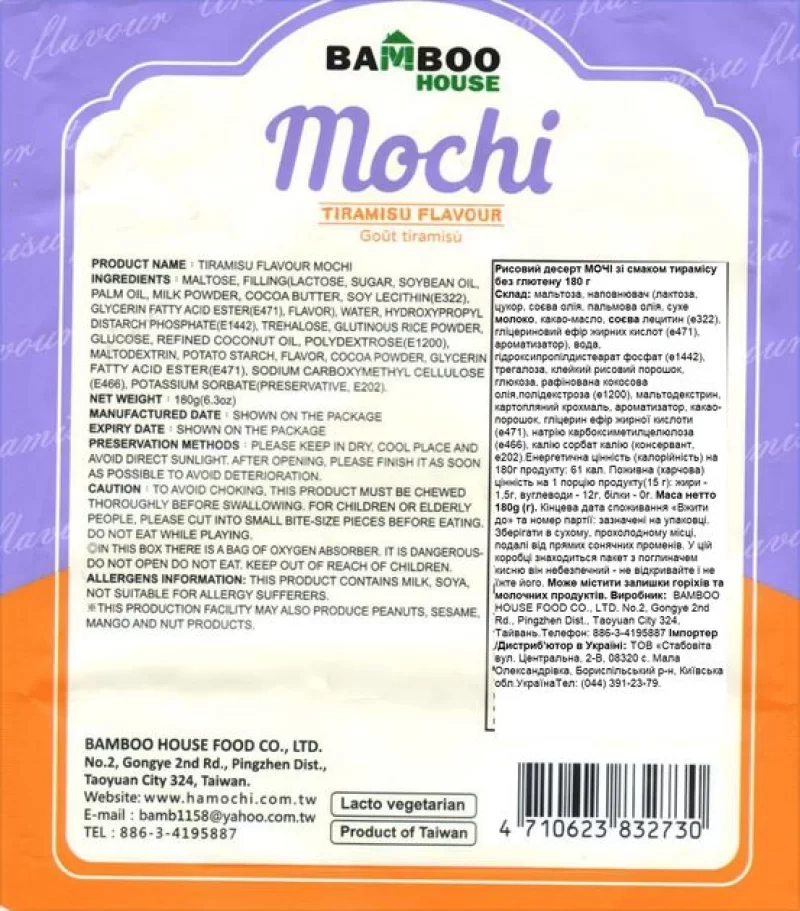 BAMBOO
HOUSE
Mochi
TIRAMISU FLAVOUR
Goût tiramisù
PRODUCT NAME : TIRAMISU FLAVOUR MOCHI
INGREDIENTS : MALTOSE, FILLING(LACTOSE, SUGAR, SOYBEAN OIL,
PALM OIL, MILK POWDER, COCOA BUTTER, SOY LECITHIN(E322),
GLYCERIN FATTY ACID ESTER(E471), FLAVOR), WATER, HYDROXYPROPYL
DISTARCH PHOSPHATE(E1442), TREHALOSE, GLUTINOUS RICE POWDER,
GLUCOSE, REFINED COCONUT OIL, POLYDEXTROSE(E1200),
MALTODEXTRIN, POTATO STARCH, FLAVOR, COCOA POWDER, GLYCERIN
FATTY ACID ESTER(E471), SODIUM CARBOXYMETHYL CELLULOSE
(E466), POTASSIUM SORBATE(PRESERVATIVE, E202).
NET WEIGHT : 180g(6.3oz)
MANUFACTURED DATE : SHOWN ON THE PACKAGE
EXPIRY DATE : SHOWN ON THE PACKAGE
PRESERVATION METHODS : PLEASE KEEP IN DRY, COOL PLACE AND
AVOID DIRECT SUNLIGHT. AFTER OPENING, PLEASE FINISH IT AS SOON
AS POSSIBLE TO AVOID DETERIORATION.
CAUTION : TO AVOID CHOKING, THIS PRODUCT MUST BE CHEWED
THOROUGHLY BEFORE SWALLOWING. FOR CHILDREN OR ELDERLY
PEOPLE, PLEASE CUT INTO SMALL BITE-SIZE PIECES BEFORE EATING.
DO NOT EAT WHILE PLAYING.
◎IN THIS BOX THERE IS A BAG OF OXYGEN ABSORBER. IT IS DANGEROUS-
DO NOT OPEN DO NOT EAT. KEEP OUT OF REACH OF CHILDREN.
ALLERGENS INFORMATION: THIS PRODUCT CONTAINS MILK, SOYA,
NOT SUITABLE FOR ALLERGY SUFFERERS.
※THIS PRODUCTION FACILITY MAY ALSO PRODUCE PEANUTS, SESAME,
MANGO AND NUT PRODUCTS.
Рисовий десерт МОЧІ зі смаком тирамісу
без глютену 180 г
Склад: мальтоза, наповнювач (лактоза,
цукор, соєва олія, пальмова олія, сухе
молоко, какао-масло, соєва лецитин (е322),
гліцериновий ефір жирних кислот (е471),
ароматизатор), вода,
гідроксипропілдистеарат фосфат (е1442),
трегалоза, клейкий рисовий порошок,
глюкоза, рафінована кокосова
олія,полідекстроза (е1200), мальтодекстрин,
картопляний крохмаль, ароматизатор, какао-
порошок, гліцерин ефір жирної кислоти
(е471), натрію карбоксиметилцелюлоза
(е466), калію сорбат калію (консервант,
е202).Енергетична цінність (калорійність) на
180г продукту: 61 кал. Поживна (харчова)
цінність на 1 порцію продукту(15 г): жири -
1,5г, вуглеводи - 12г, білки - 0г. Маса нетто
180g (г). Кінцева дата споживання «Вжити
до» та номер партії: зазначені на упаковці.
Зберігати в сухому, прохолодному місці,
подалі від прямих сонячних променів. У цій
коробці знаходиться пакет з поглиначем
кисню він небезпечний - не відкривайте і не
їжте його. Може містити залишки горіхів та
молочних продуктів. Виробник: BAMBOO
HOUSE FOOD CO., LTD. No.2, Gongye 2nd
Rd., Pingzhen Dist., Taoyuan City 324,
Тайвань.Телефон: 886-3-4195887 Імпортер
/Дистриб'ютор в Україні: ТОВ «Стабовіта
вул. Центральна, 2-В, 08320 с. Мала
Олександрівка, Бориспільський р-н, Київська
обл.УкраїнаТел: (044) 391-23-79.
BAMBOO HOUSE FOOD CO., LTD.
No.2, Gongye 2nd Rd., Pingzhen Dist.,
Taoyuan City 324, Taiwan.
Website: www.hamochi.com.tw
E-mail : bamb1158@yahoo.com.tw
TEL : 886-3-4195887
Lacto vegetarian
Product of Taiwan
4 710623 832730